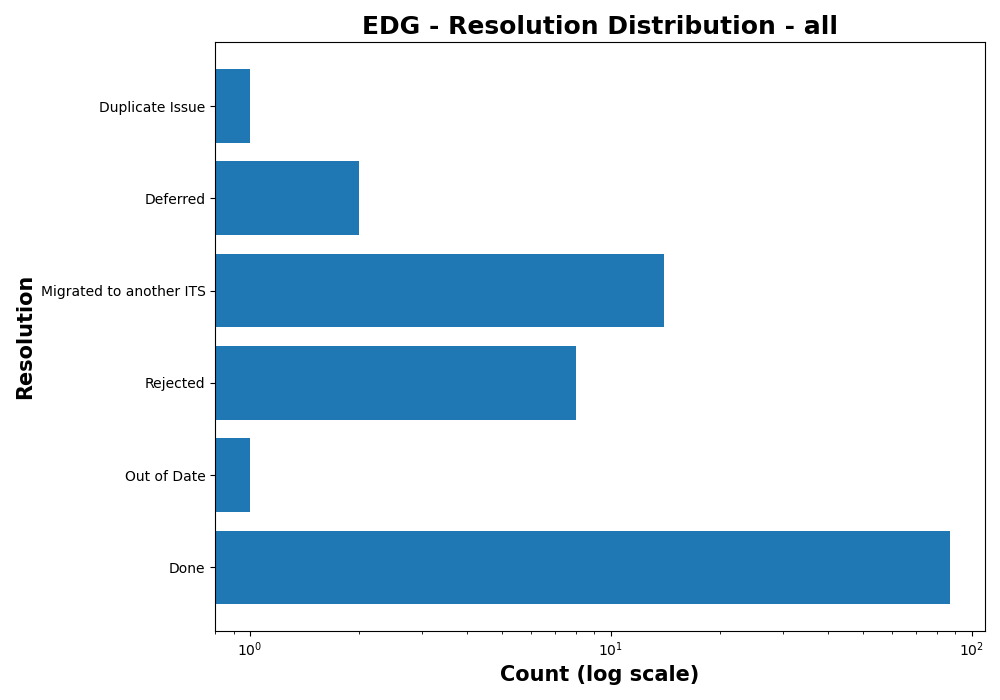 EDG - Resolution Distribution - all
Duplicate Issue
Deferred
Migrated to another ITS
Rejected
Out of Date
Done
Resolution
10⁰ 10¹ 10²
Count (log scale)